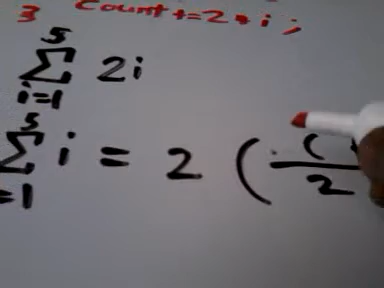 3 Count+=2*i;
5
∑ 2i
i=1
5
∑ i = 2 ( ( / 2
=1